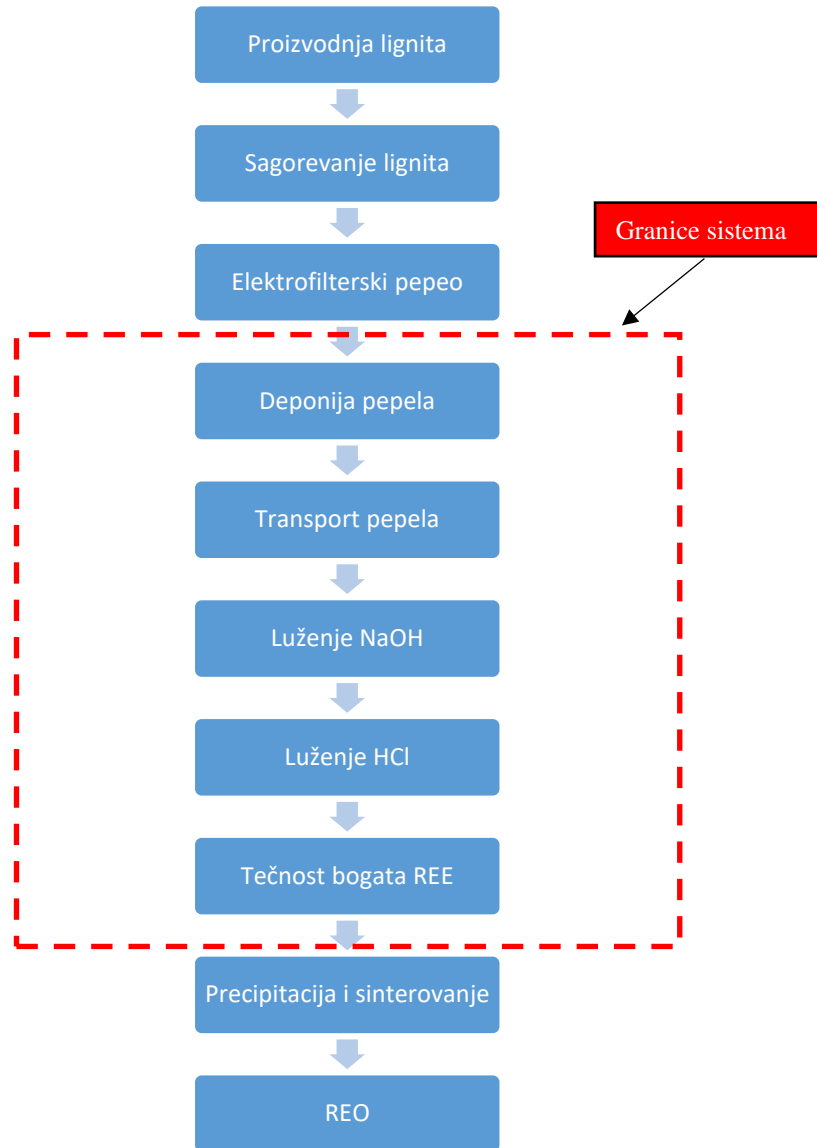 Proizvodnja lignita
Sagorevanje lignita
Granice sistema
Elektrofilterski pepeo
Deponija pepela
Transport pepela
Luženje NaOH
Luženje HCl
Tečnost bogata REE
Precipitacija i sinterovanje
REO